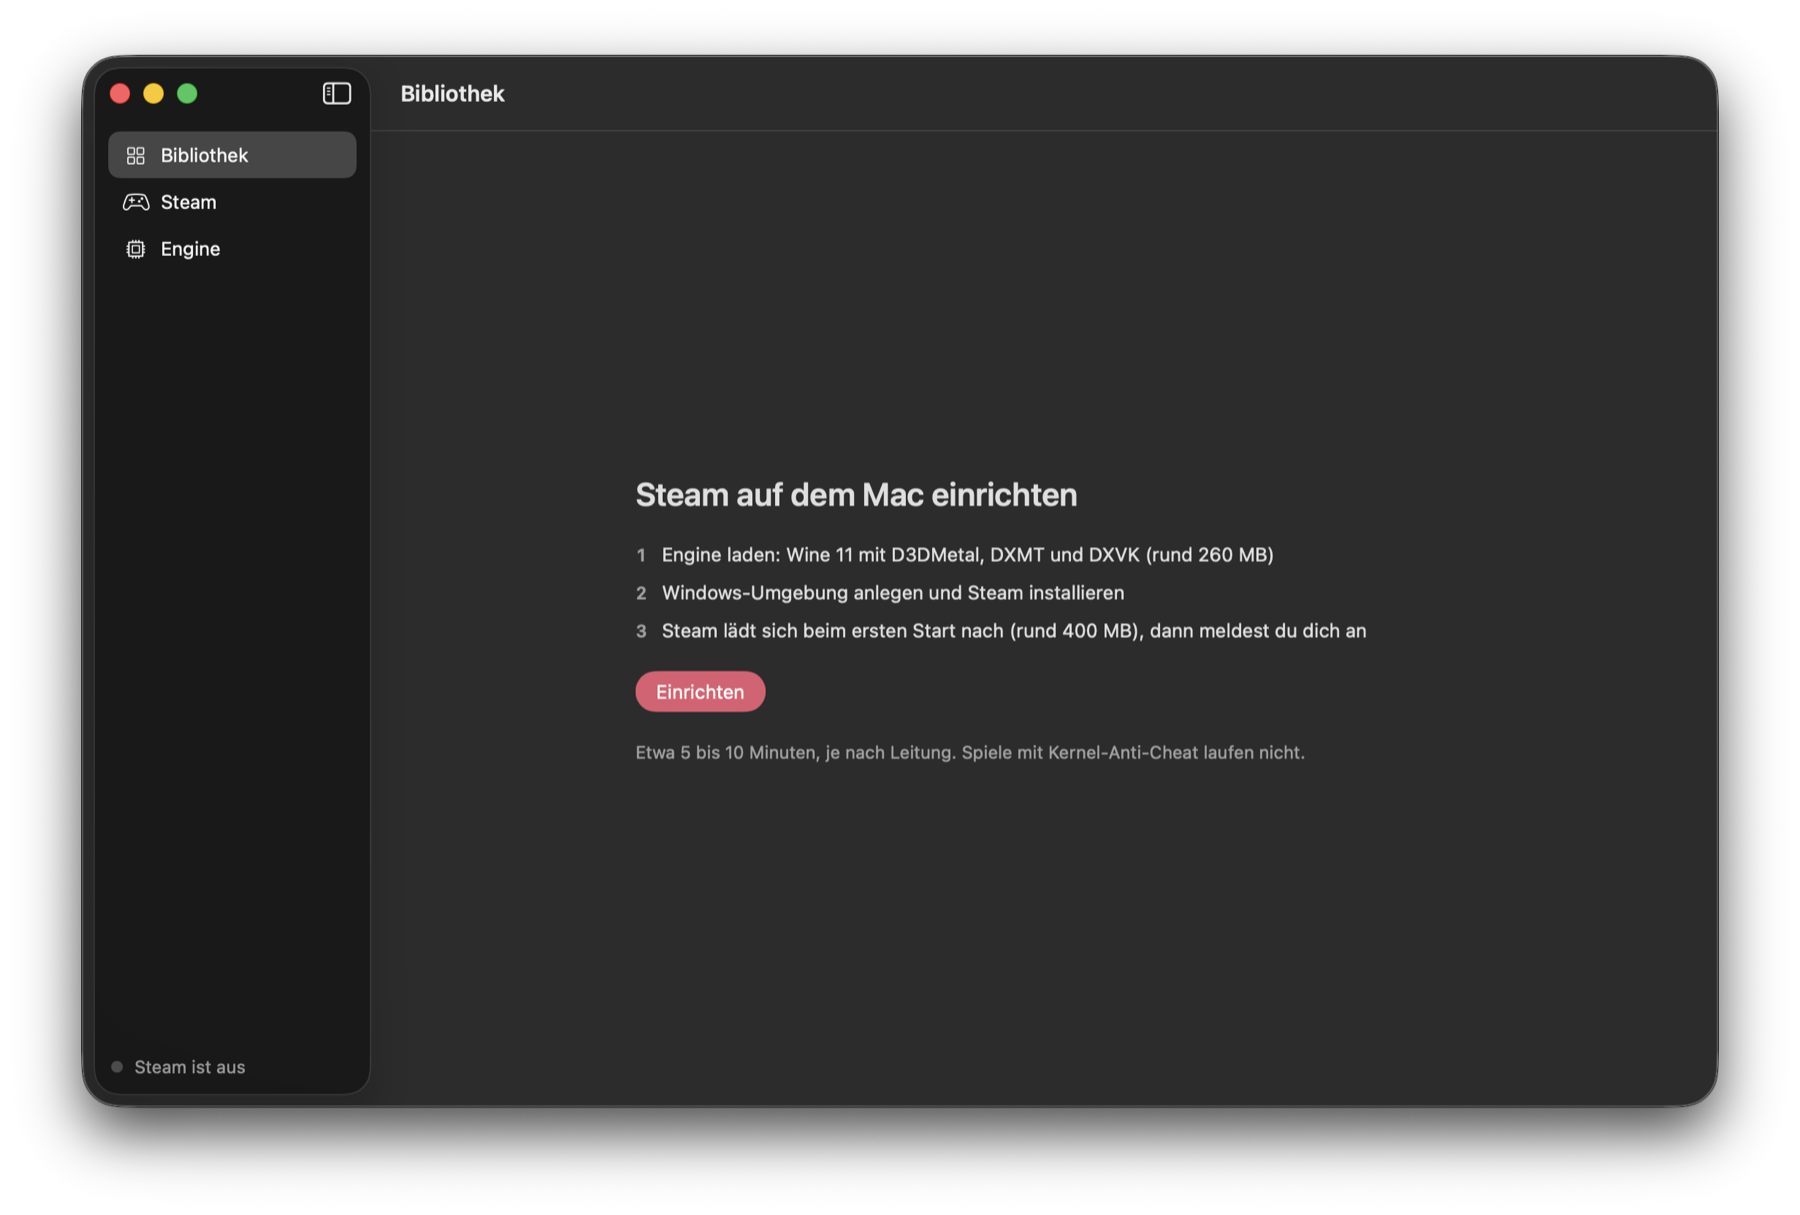 Bibliothek
Bibliothek
Steam
Engine
Steam auf dem Mac einrichten
1 Engine laden: Wine 11 mit D3DMetal, DXMT und DXVK (rund 260 MB)
2 Windows-Umgebung anlegen und Steam installieren
3 Steam lädt sich beim ersten Start nach (rund 400 MB), dann meldest du dich an
Einrichten
Etwa 5 bis 10 Minuten, je nach Leitung. Spiele mit Kernel-Anti-Cheat laufen nicht.
Steam ist aus